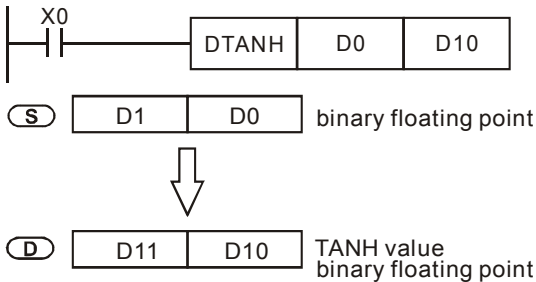 X0
DTANH D0 D10
S D1 D0 binary floating point
D D11 D10 TANH value
binary floating point